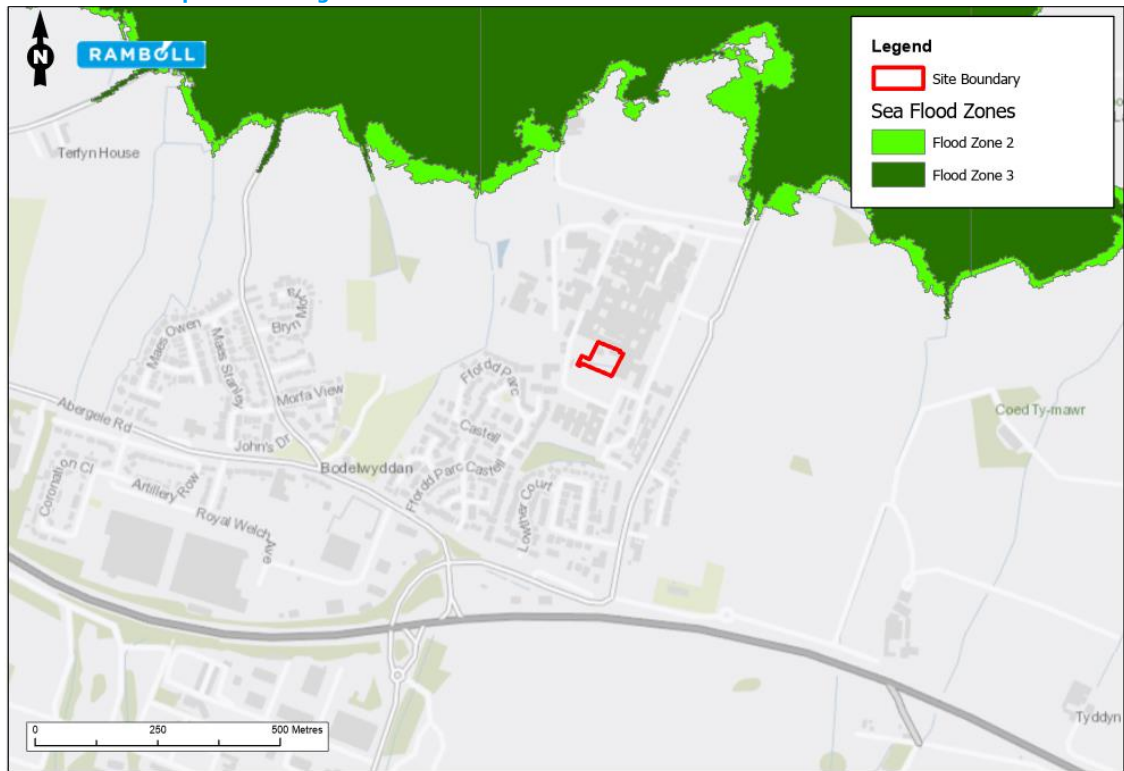 N
RAMBOLL
Legend
Site Boundary
Sea Flood Zones
Flood Zone 2
Flood Zone 3
Terfyn House
Maes Owen
Maes Stanley
Bryn
Morfa View
John's Dr
Abergele Rd
Coronation Cl
Artillery Row
Royal Welch Ave
Bodelwyddan
Ffordd Parc
Castell
Ffordd Parc Castell
Lowther Court
Coed Ty-mawr
Tyddyn
0 250 500 Metres